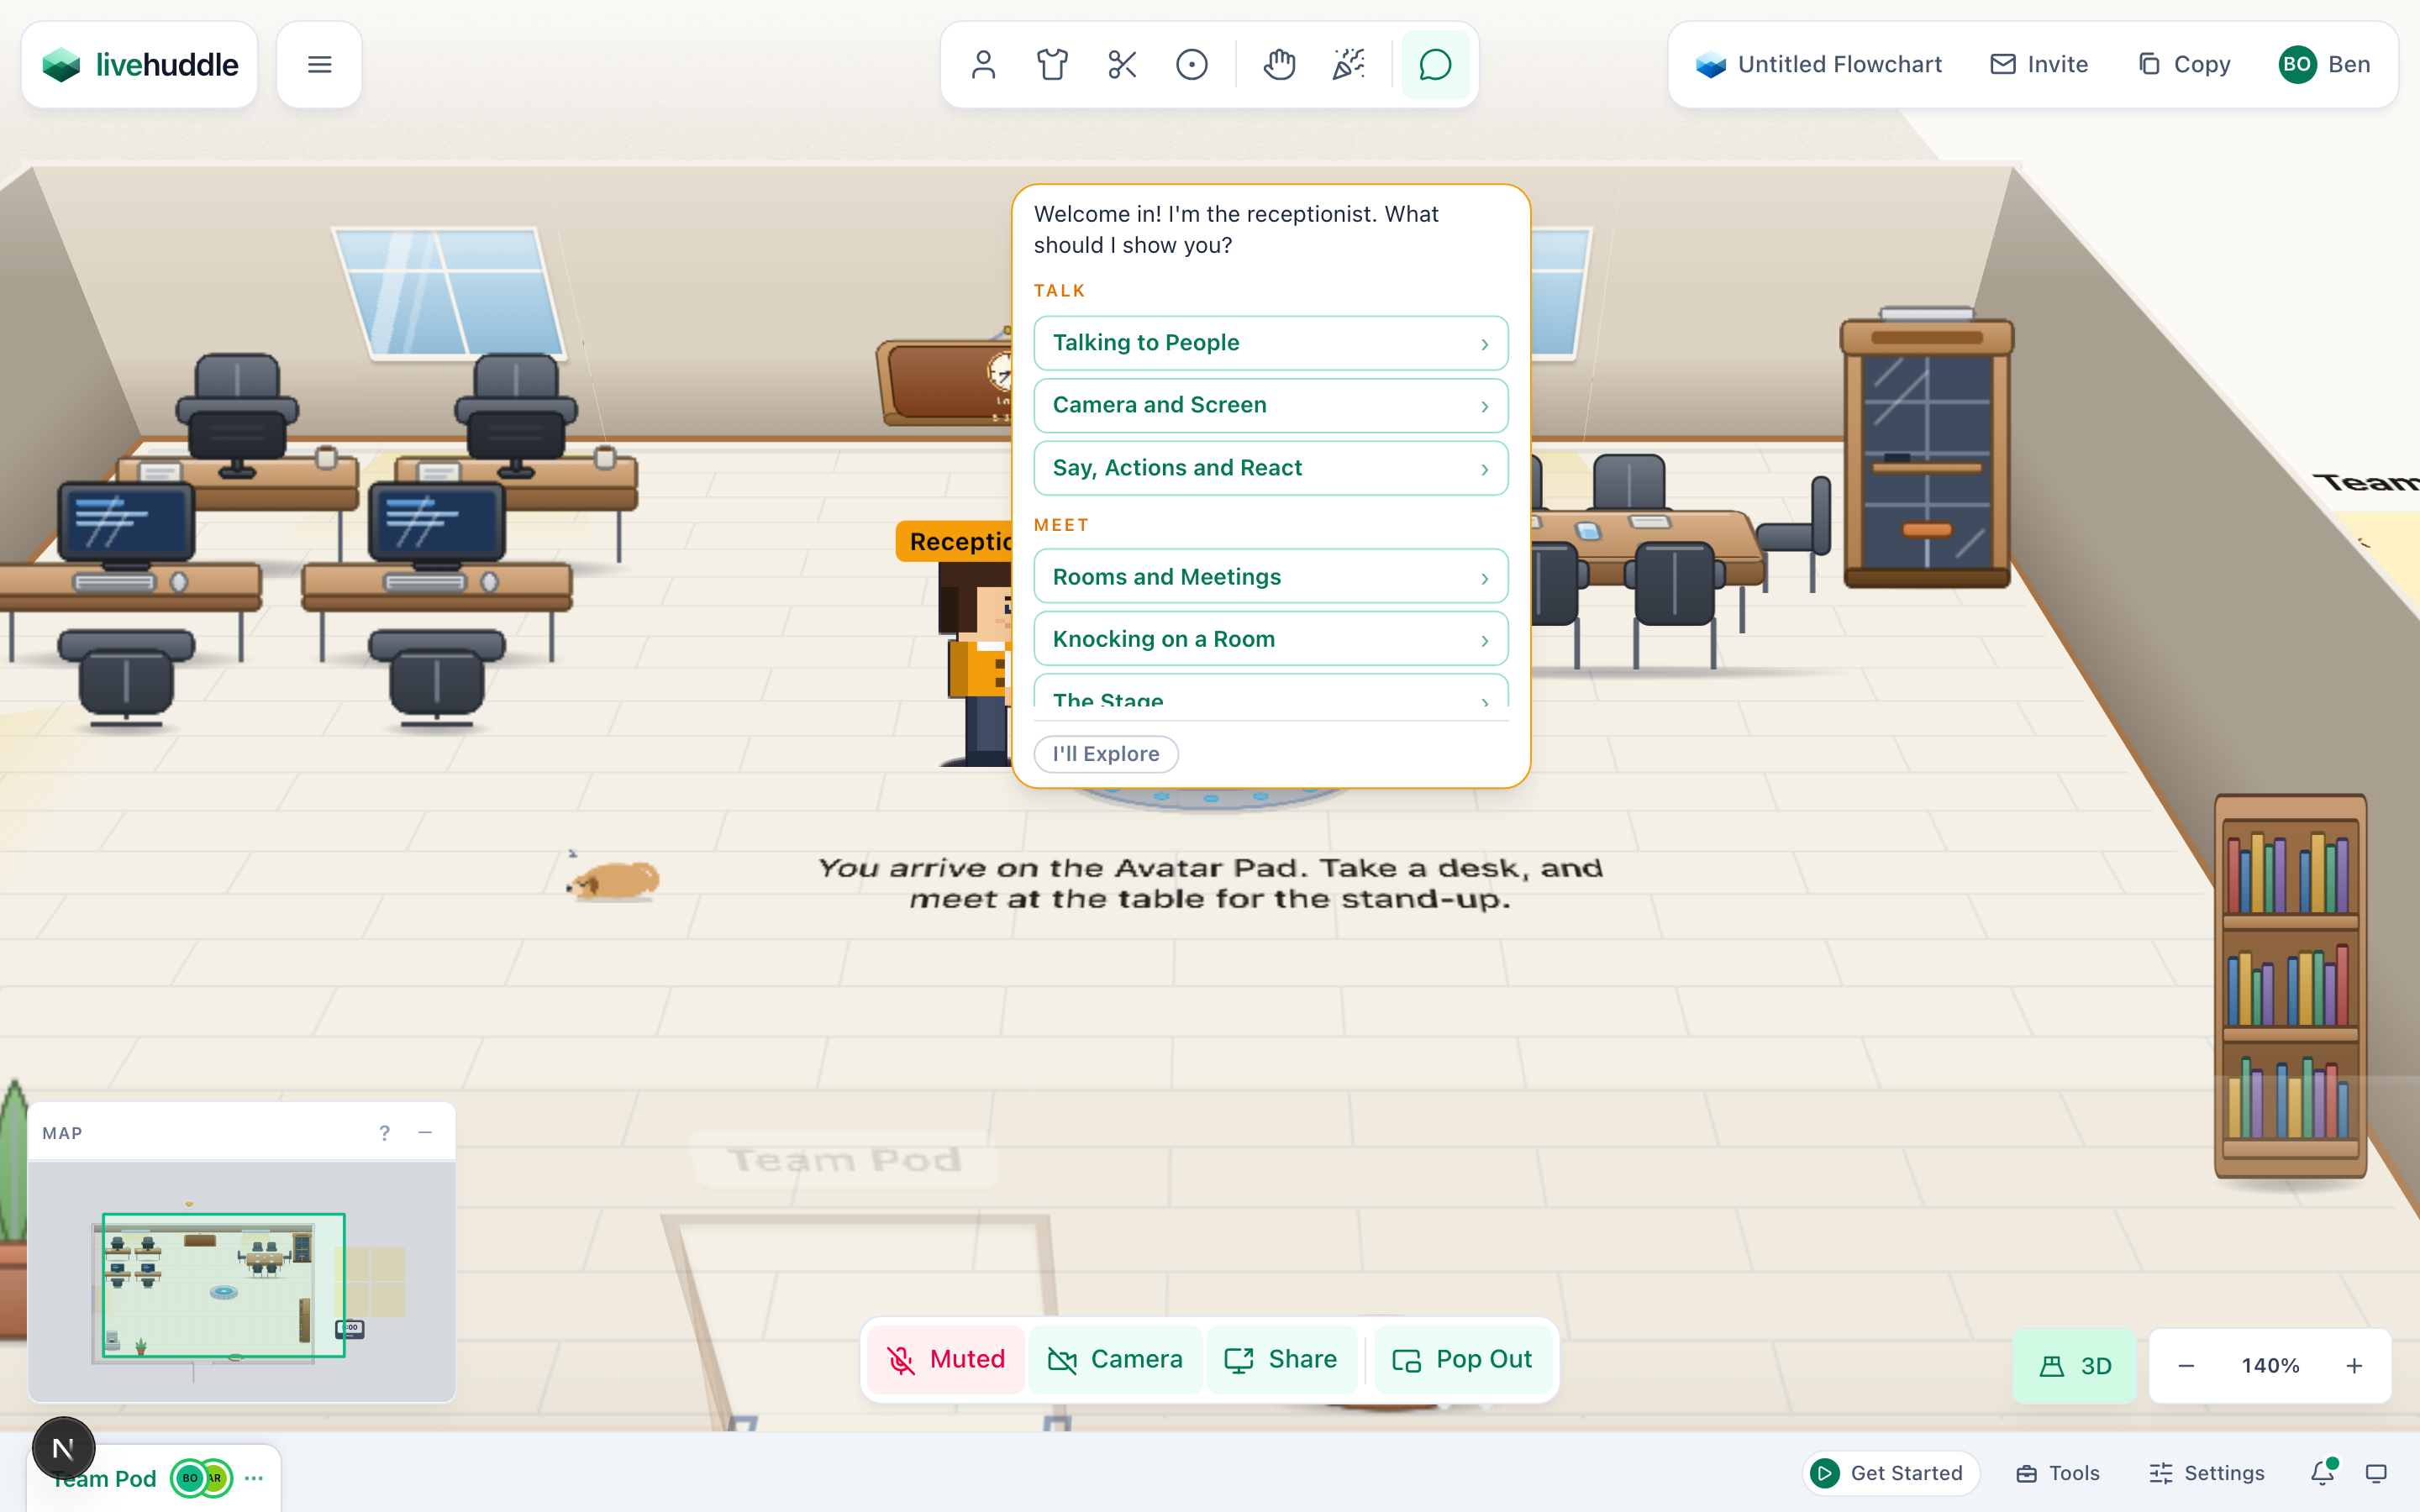 livehuddle
Untitled Flowchart
Invite
Copy
BO
Ben
Welcome in! I'm the receptionist. What
should I show you?
TALK
Talking to People
Camera and Screen
Say, Actions and React
MEET
Rooms and Meetings
Knocking on a Room
The Stage
I'll Explore
Team
You arrive on the Avatar Pad. Take a desk, and
meet at the table for the stand-up.
Team Pod
MAP
?
Muted
Camera
Share
Pop Out
3D
140%
N
Team Pod
BO
AR
Get Started
Tools
Settings